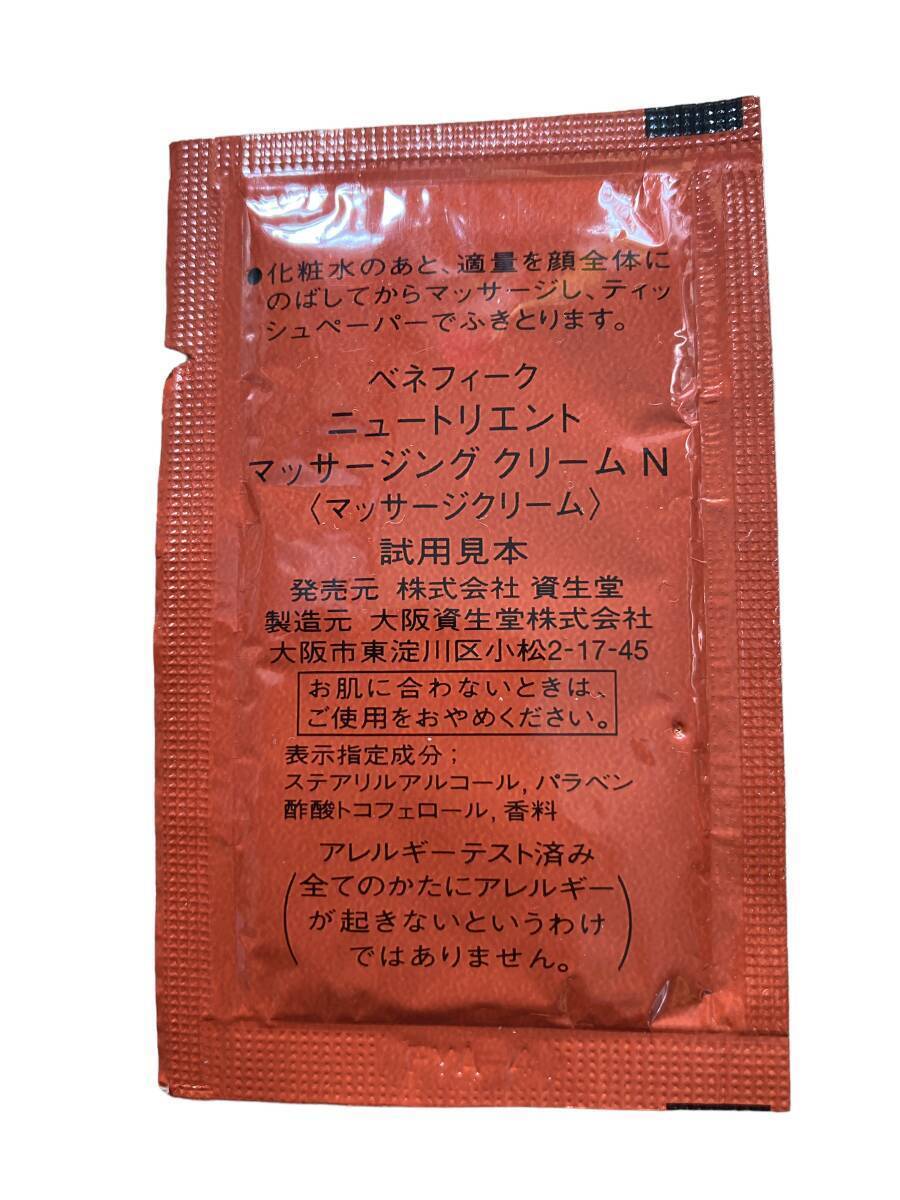 ●化粧水のあと、適量を顔全体に
のばしてからマッサージし、ティッ
シュペーパーでふきとります。
ベネフィーク
ニュートリエント
マッサージング クリーム N
〈マッサージクリーム〉
試用見本
発売元 株式会社 資生堂
製造元 大阪資生堂株式会社
大阪市東淀川区小松2-17-45
お肌に合わないときは、
ご使用をおやめください。
表示指定成分;
ステアリルアルコール, パラベン
酢酸トコフェロール, 香料
アレルギーテスト済み
(全てのかたにアレルギー
が起きないというわけ
ではありません。)